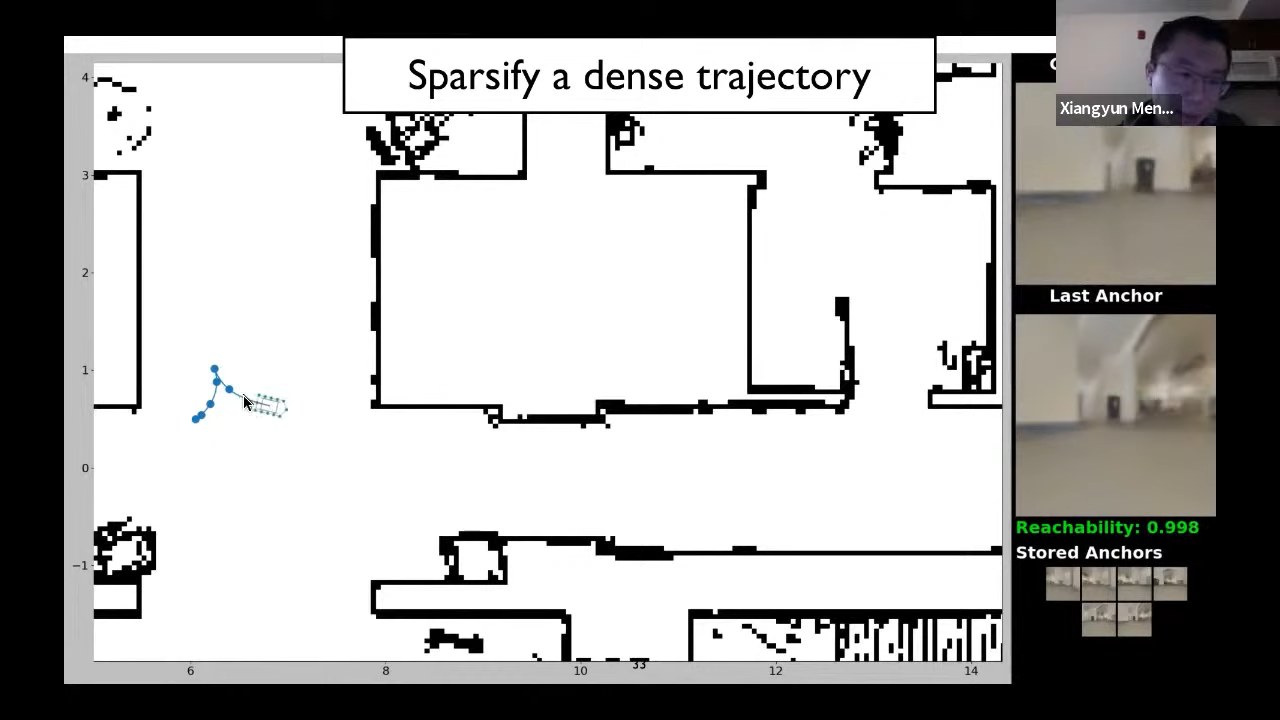 Sparsify a dense trajectory
Xiangyun Men...
4
3
2
1
0
−1
6
8
10
12
14
33
Last Anchor
Reachability: 0.998
Stored Anchors